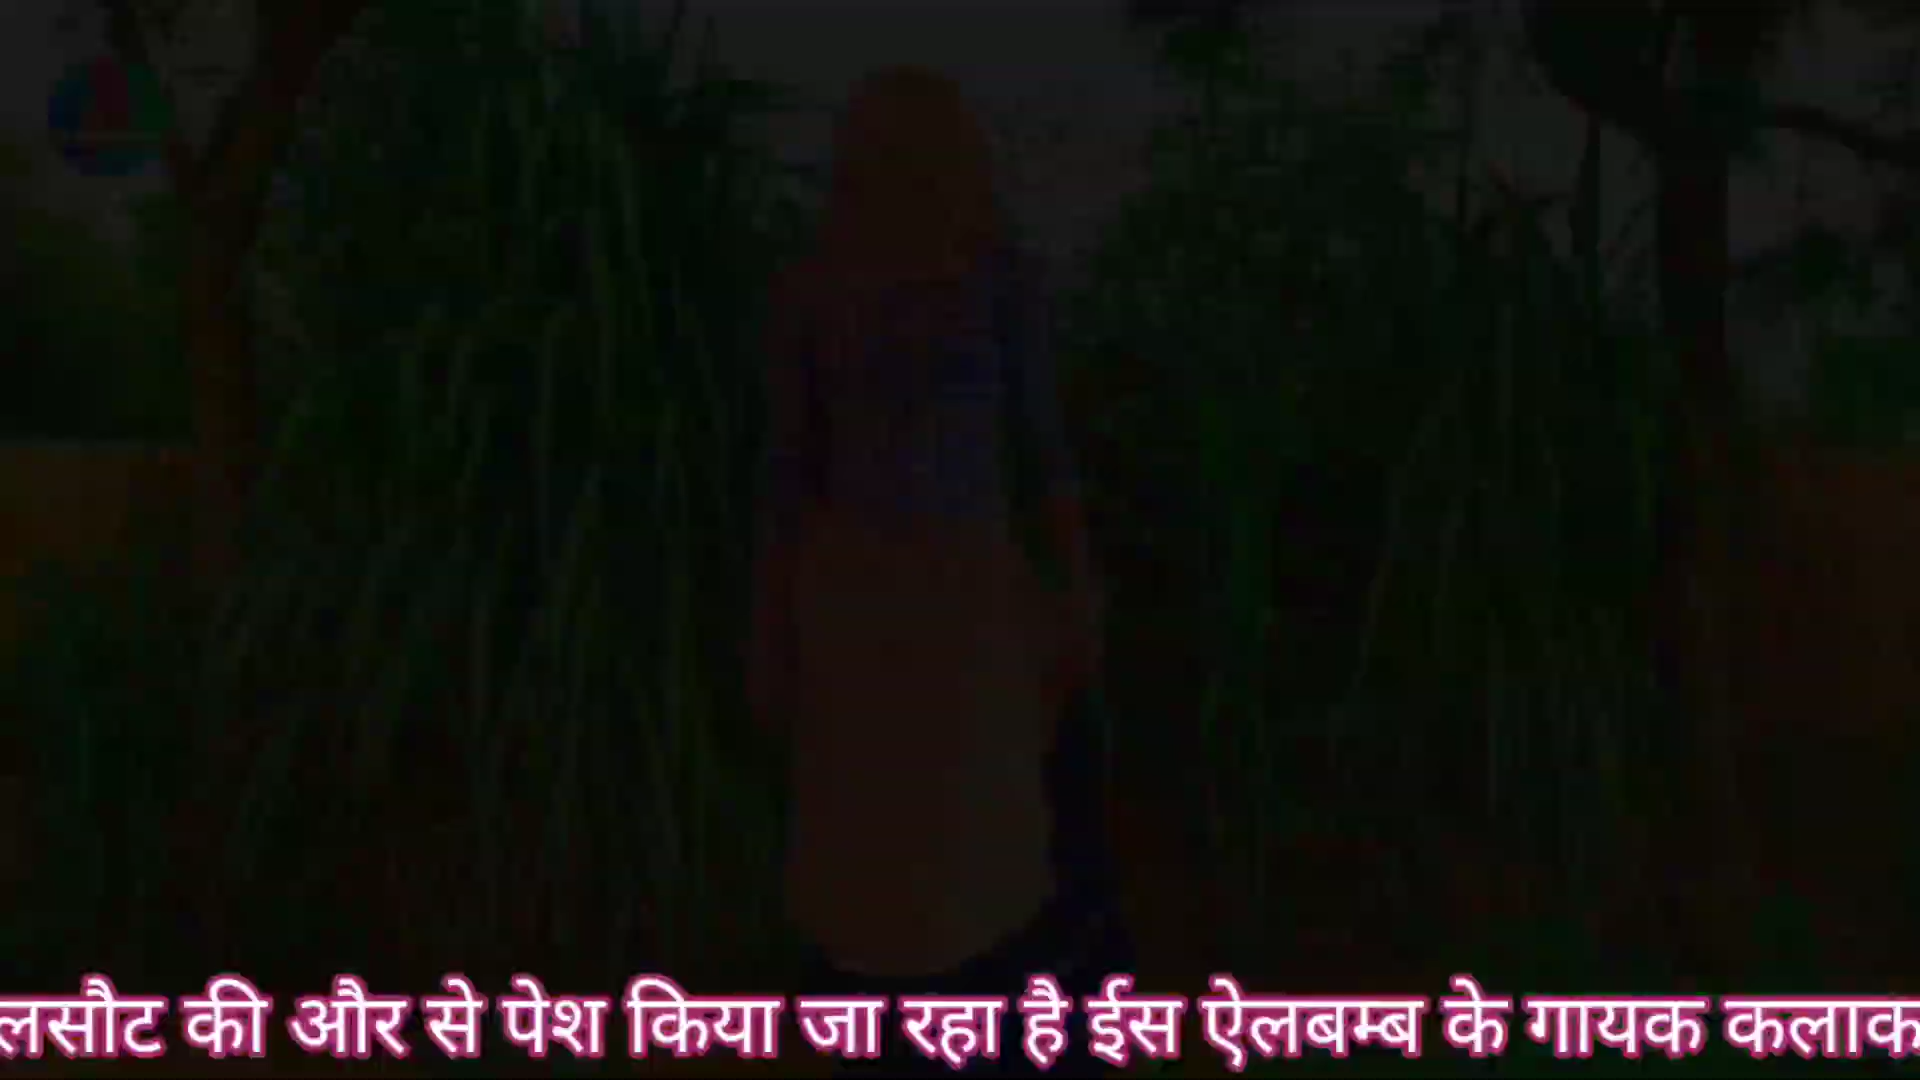 लसौट की और से पेश किया जा रहा है ईस ऐलबम्ब के गायक कलाक